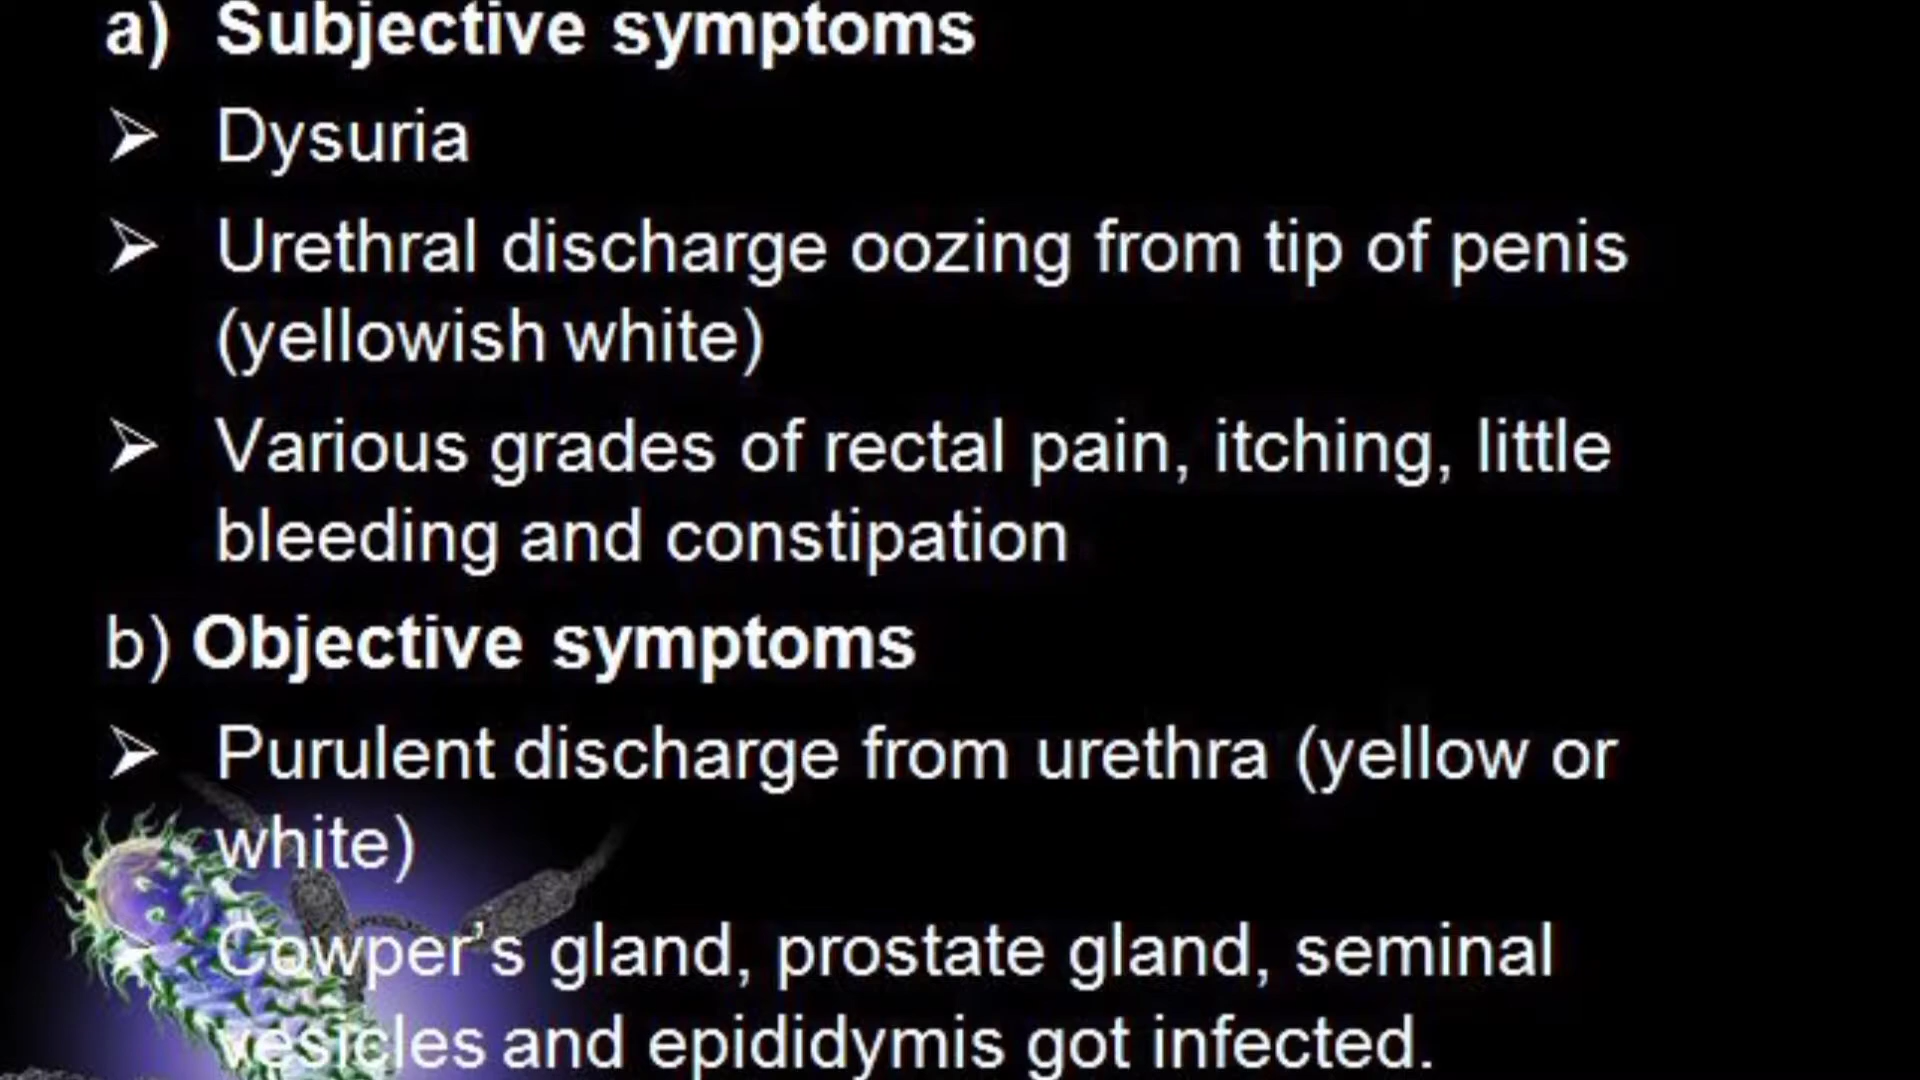 a) Subjective symptoms
➢ Dysuria
➢ Urethral discharge oozing from tip of penis
(yellowish white)
➢ Various grades of rectal pain, itching, little
bleeding and constipation
b) Objective symptoms
➢ Purulent discharge from urethra (yellow or
white)
Cowper's gland, prostate gland, seminal
vesicles and epididymis got infected.